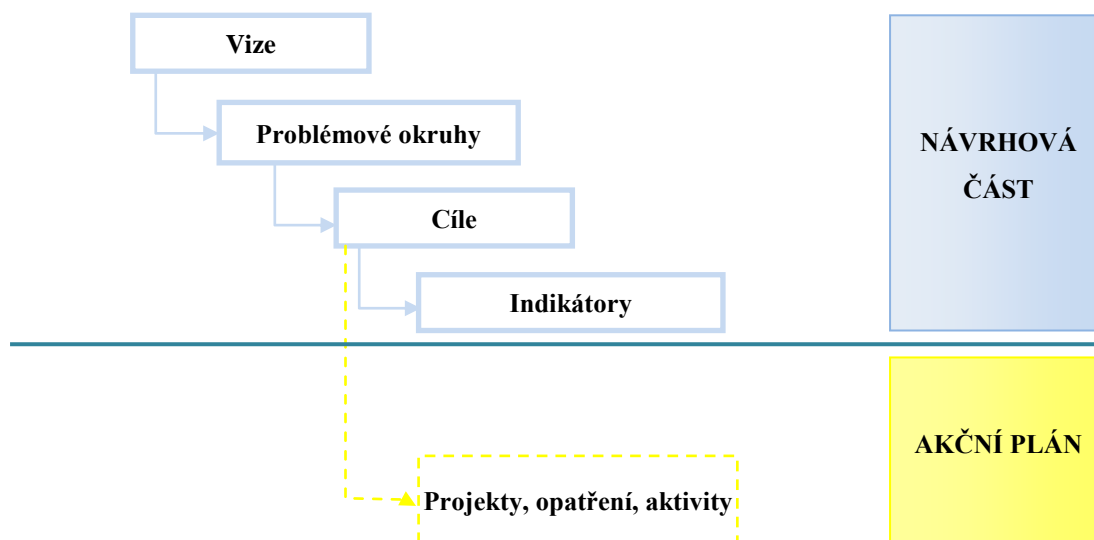 Vize
Problémové okruhy
Cíle
Indikátory
NÁVRHOVÁ
ČÁST
AKČNÍ PLÁN
Projekty, opatření, aktivity